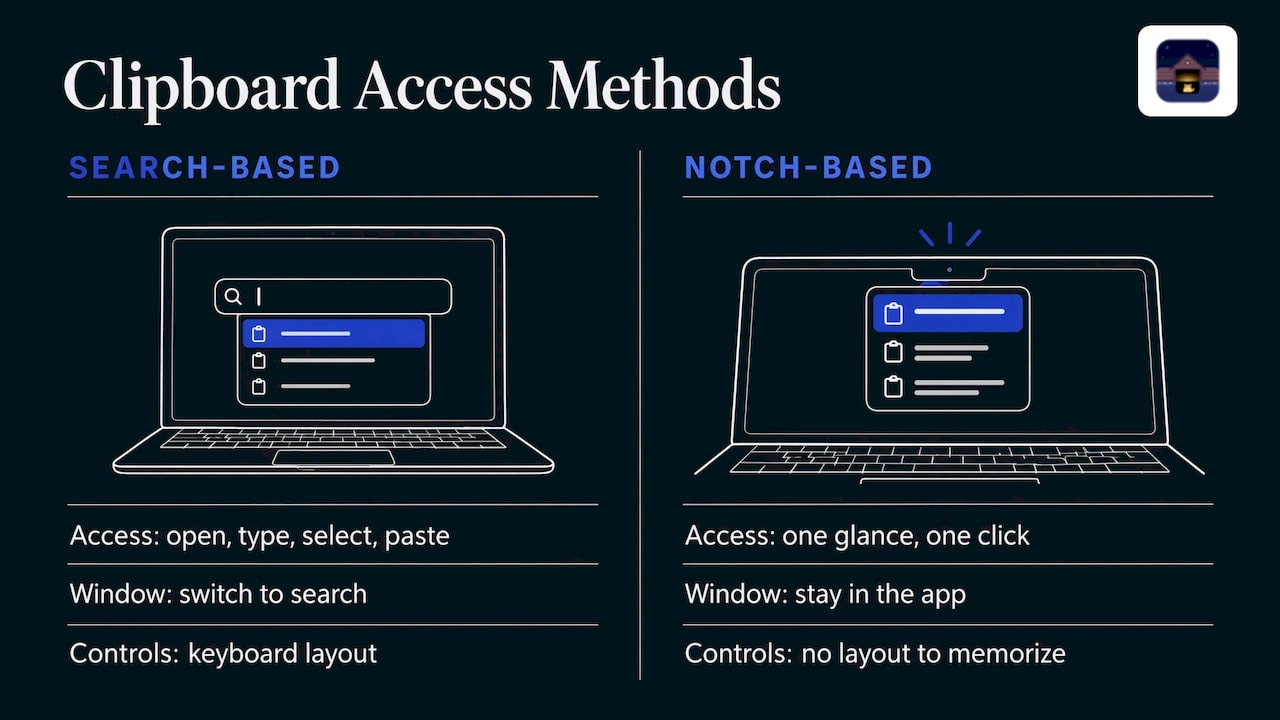 Clipboard Access Methods
SEARCH-BASED
Access: open, type, select, paste
Window: switch to search
Controls: keyboard layout
NOTCH-BASED
Access: one glance, one click
Window: stay in the app
Controls: no layout to memorize